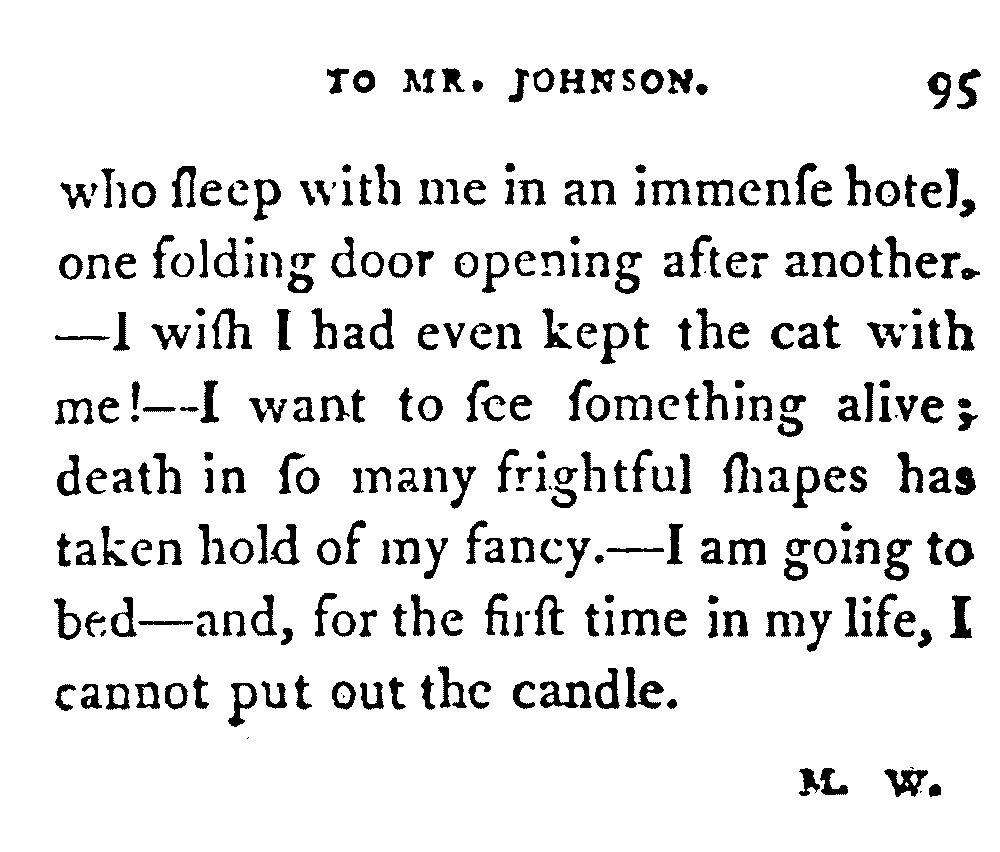 TO MR. JOHNSON. 95
who ſleep with me in an immenſe hotel,
one folding door opening after another.
—I wiſh I had even kept the cat with
me!—-I want to ſee ſomething alive;
death in ſo many frightful ſhapes has
taken hold of my fancy.—I am going to
bed—and, for the firſt time in my life, I
cannot put out the candle.
M. W.